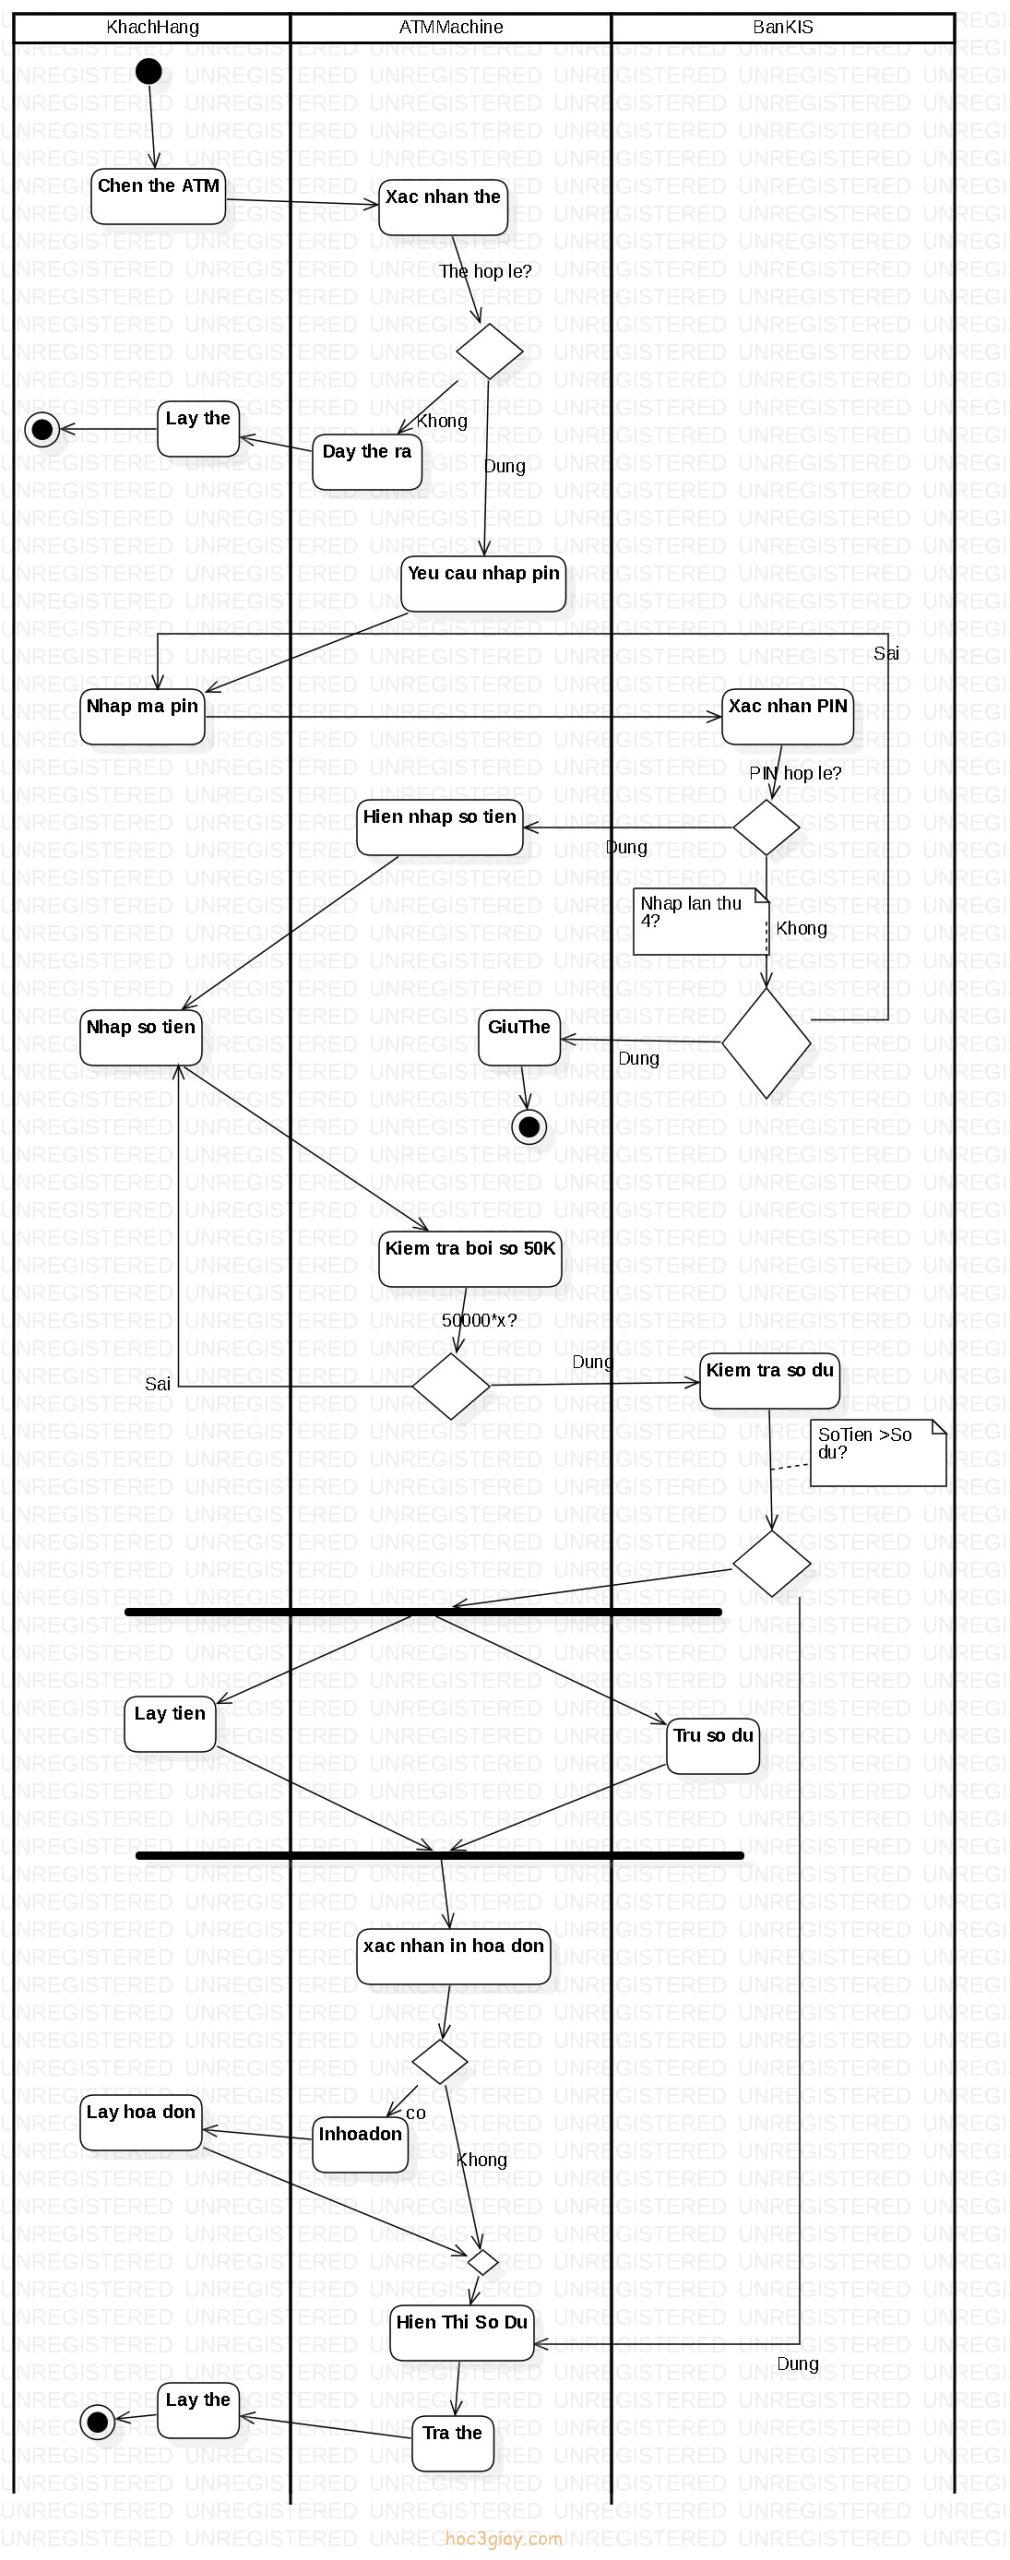 KhachHang
ATMMachine
BanKIS
Chen the ATM
Xac nhan the
The hop le?
Khong
Lay the
Day the ra
Dung
Yeu cau nhap pin
Sai
Nhap ma pin
Xac nhan PIN
PIN hop le?
Hien nhap so tien
Dung
Nhap lan thu
4?
Khong
Nhap so tien
GiuThe
Dung
Kiem tra boi so 50K
50000*x?
Dung
Sai
Kiem tra so du
SoTien >So
du?
Lay tien
Tru so du
xac nhan in hoa don
Lay hoa don
co
Inhoadon
Khong
Hien Thi So Du
Dung
Lay the
Tra the
UNREGISTERED
hoc3giay.com